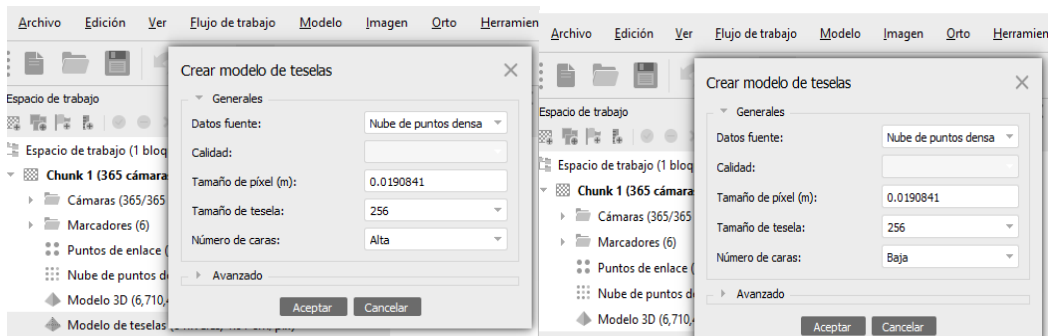 Archivo Edición Ver Flujo de trabajo Modelo Imagen Orto Herramien
Crear modelo de teselas
Espacio de trabajo
Generales
Datos fuente: Nube de puntos densa
Espacio de trabajo (1 bloq
Calidad:
Chunk 1 (365 cámara
Tamaño de píxel (m): 0.0190841
Cámaras (365/365
Tamaño de tesela: 256
Marcadores (6)
Número de caras: Alta
Puntos de enlace (
Nube de puntos de
Avanzado
Modelo 3D (6,710,
Aceptar Cancelar
Modelo de teselas
Archivo Edición Ver Flujo de trabajo Modelo Imagen Orto Herramien
Crear modelo de teselas
Espacio de trabajo
Generales
Datos fuente: Nube de puntos densa
Espacio de trabajo (1 bloq
Calidad:
Chunk 1 (365 cámara
Tamaño de píxel (m): 0.0190841
Cámaras (365/365
Tamaño de tesela: 256
Marcadores (6)
Número de caras: Baja
Puntos de enlace (
Nube de puntos de
Avanzado
Modelo 3D (6,710,
Aceptar Cancelar